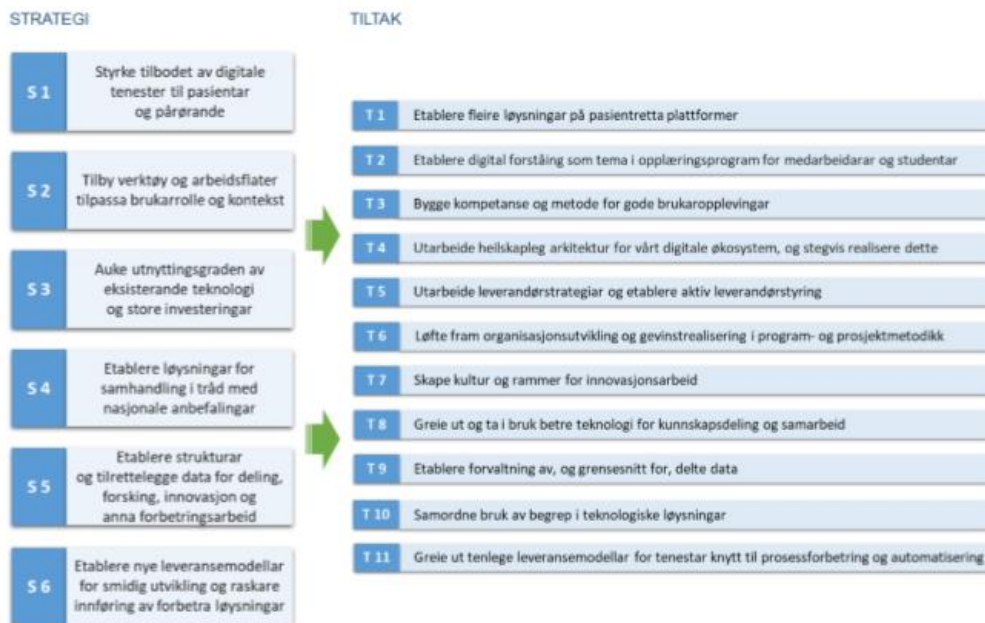 STRATEGI
S 1
Styrke tilbodet av digitale
tenester til pasientar
og pårørande
S 2
Tilby verktøy og arbeidsflater
tilpassa brukarrolle og kontekst
S 3
Auke utnyttingsgraden av
eksisterande teknologi
og store investeringar
S 4
Etablere løysningar for
samhandling i tråd med
nasjonale anbefalingar
S 5
Etablere strukturar
og tilrettelegge data for deling,
forsking, innovasjon og
anna forbetringsarbeid
S 6
Etablere nye leveransemodellar
for smidig utvikling og raskare
innføring av forbetra løysningar
TILTAK
T 1 Etablere fleire løysningar på pasientretta plattformer
T 2 Etablere digital forståing som tema i opplæringsprogram for medarbeidarar og studentar
T 3 Bygge kompetanse og metode for gode brukaropplevingar
T 4 Utarbeide heilskapleg arkitektur for vårt digitale økosystem, og stegvis realisere dette
T 5 Utarbeide leverandørstrategiar og etablere aktiv leverandørstyring
T 6 Løfte fram organisasjonsutvikling og gevinstrealisering i program- og prosjektmetodikk
T 7 Skape kultur og rammer for innovasjonsarbeid
T 8 Greie ut og ta i bruk betre teknologi for kunnskapsdeling og samarbeid
T 9 Etablere forvaltning av, og grensesnitt for, delte data
T 10 Samordne bruk av begrep i teknologiske løysningar
T 11 Greie ut tenlege leveransemodellar for tenestar knytt til prosessforbetring og automatisering